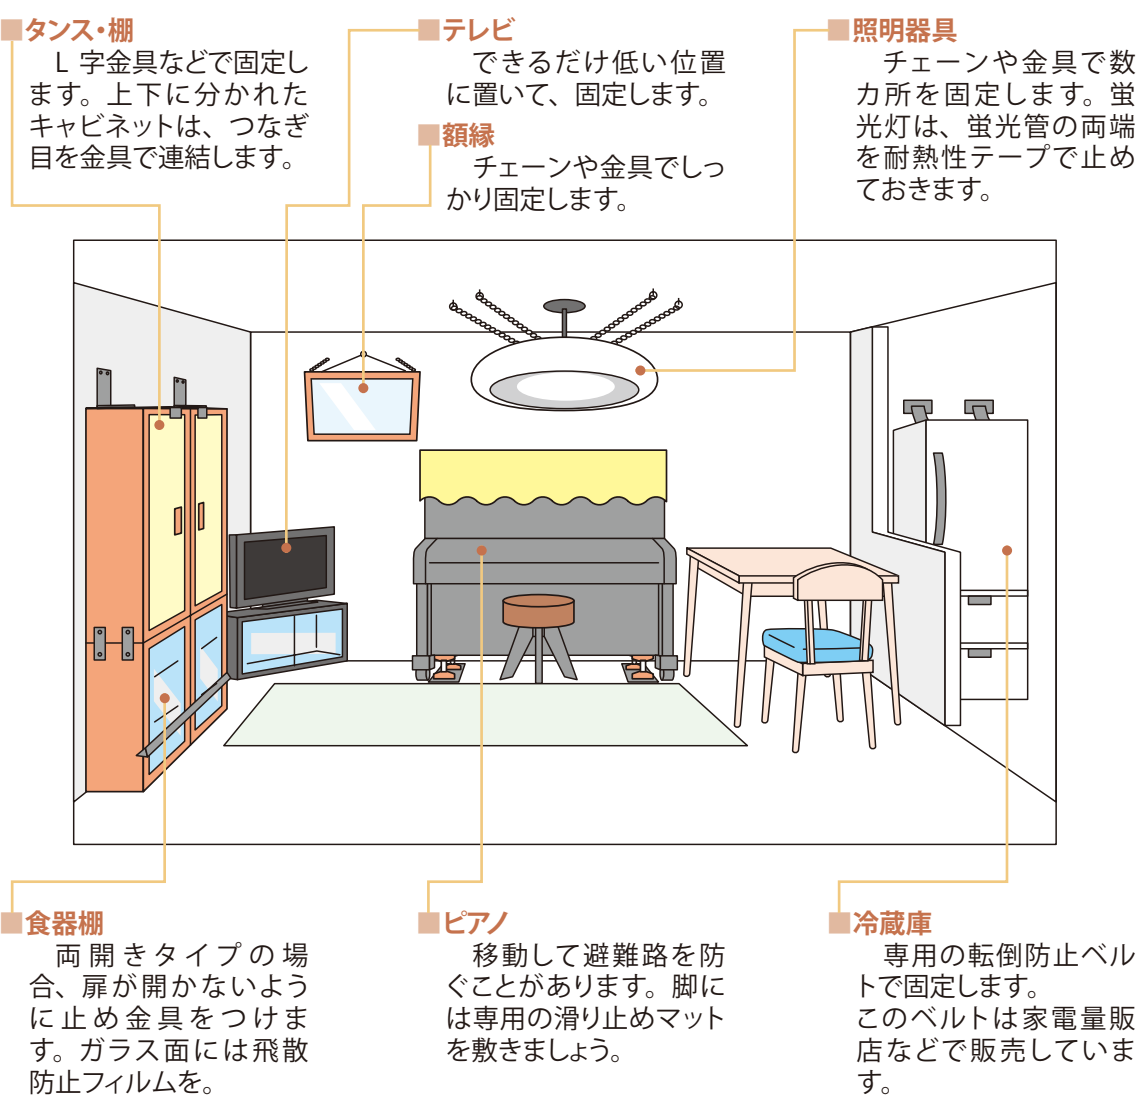 ■タンス・棚
L 字金具などで固定し
ます。上下に分かれた
キャビネットは、つなぎ
目を金具で連結します。
■テレビ
できるだけ低い位置
に置いて、固定します。
■額縁
チェーンや金具でしっ
かり固定します。
■照明器具
チェーンや金具で数
カ所を固定します。蛍
光灯は、蛍光管の両端
を耐熱性テープで止め
ておきます。
■食器棚
両開きタイプの場
合、扉が開かないよう
に止め金具をつけま
す。ガラス面には飛散
防止フィルムを。
■ピアノ
移動して避難路を防
ぐことがあります。脚に
は専用の滑り止めマット
を敷きましょう。
■冷蔵庫
専用の転倒防止ベル
トで固定します。
このベルトは家電量販
店などで販売していま
す。